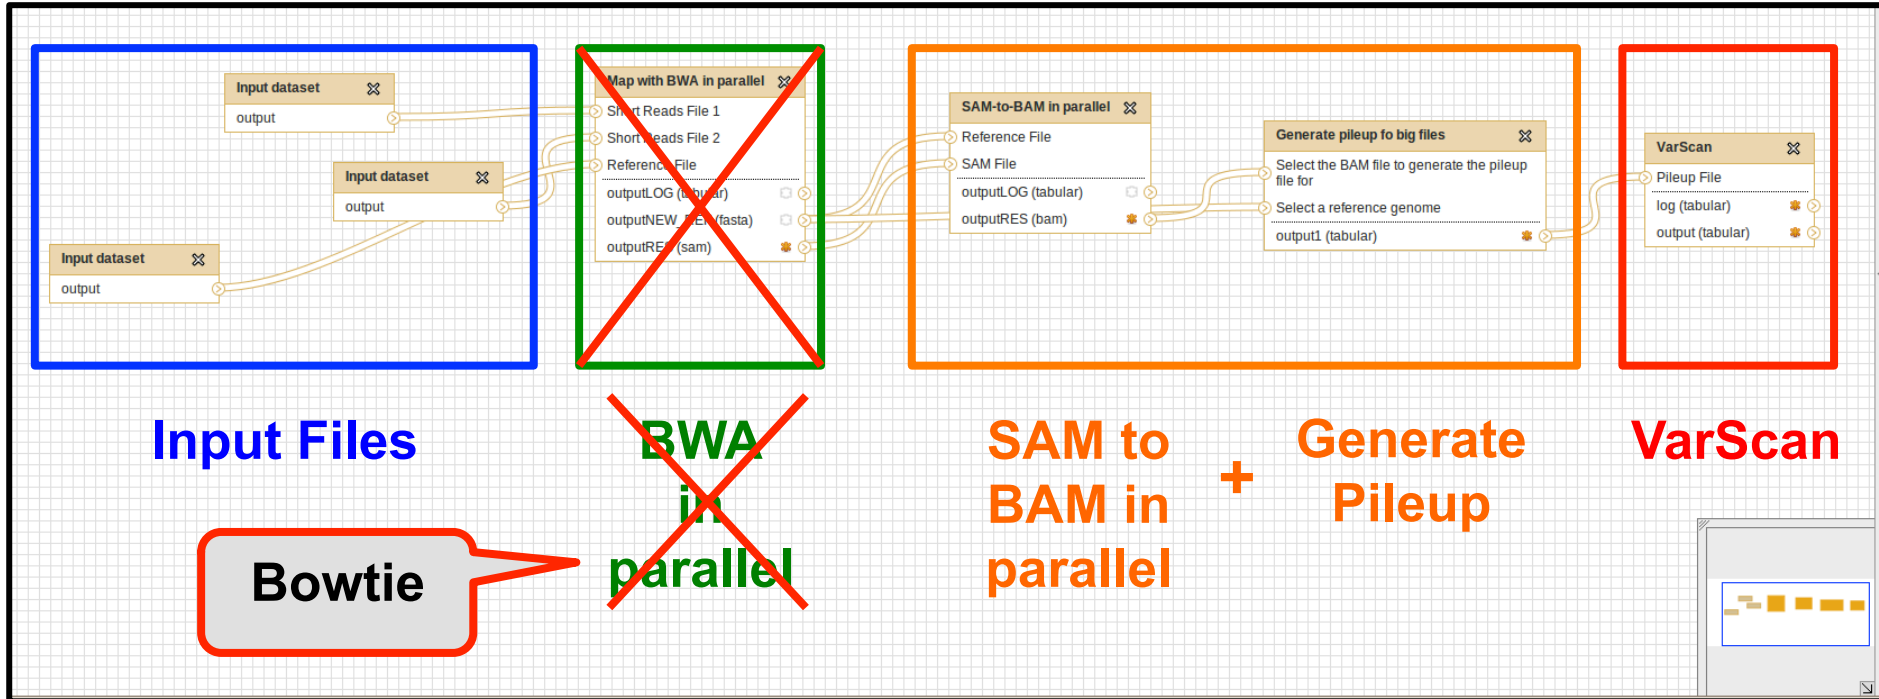 Input dataset
output
Input dataset
output
Input dataset
output
Map with BWA in parallel
Short Reads File 1
Short Reads File 2
Reference File
outputLOG (tabular)
outputNEW_REF (fasta)
outputRES (sam)
SAM-to-BAM in parallel
Reference File
SAM File
outputLOG (tabular)
outputRES (bam)
Generate pileup fo big files
Select the BAM file to generate the pileup
file for
Select a reference genome
output1 (tabular)
VarScan
Pileup File
log (tabular)
output (tabular)
Input Files
BWA
in
parallel
SAM to
BAM in
parallel
+
Generate
Pileup
VarScan
Bowtie